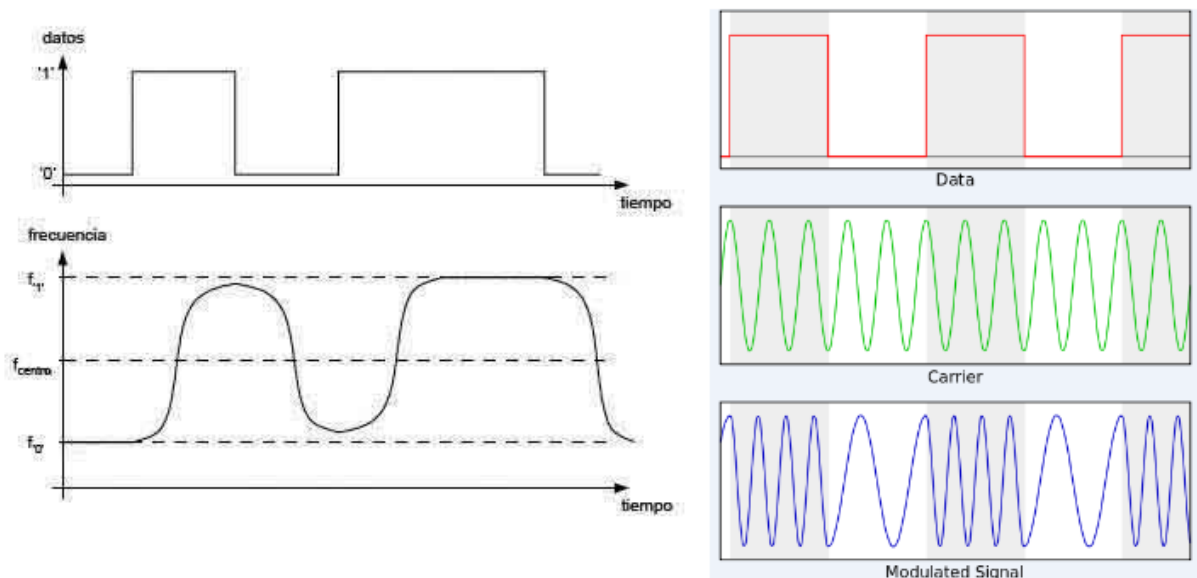 datos
'1'
'0'
tiempo
frecuencia
f'1'
fcentro
f'0'
tiempo
Data
Carrier
Modulated Signal